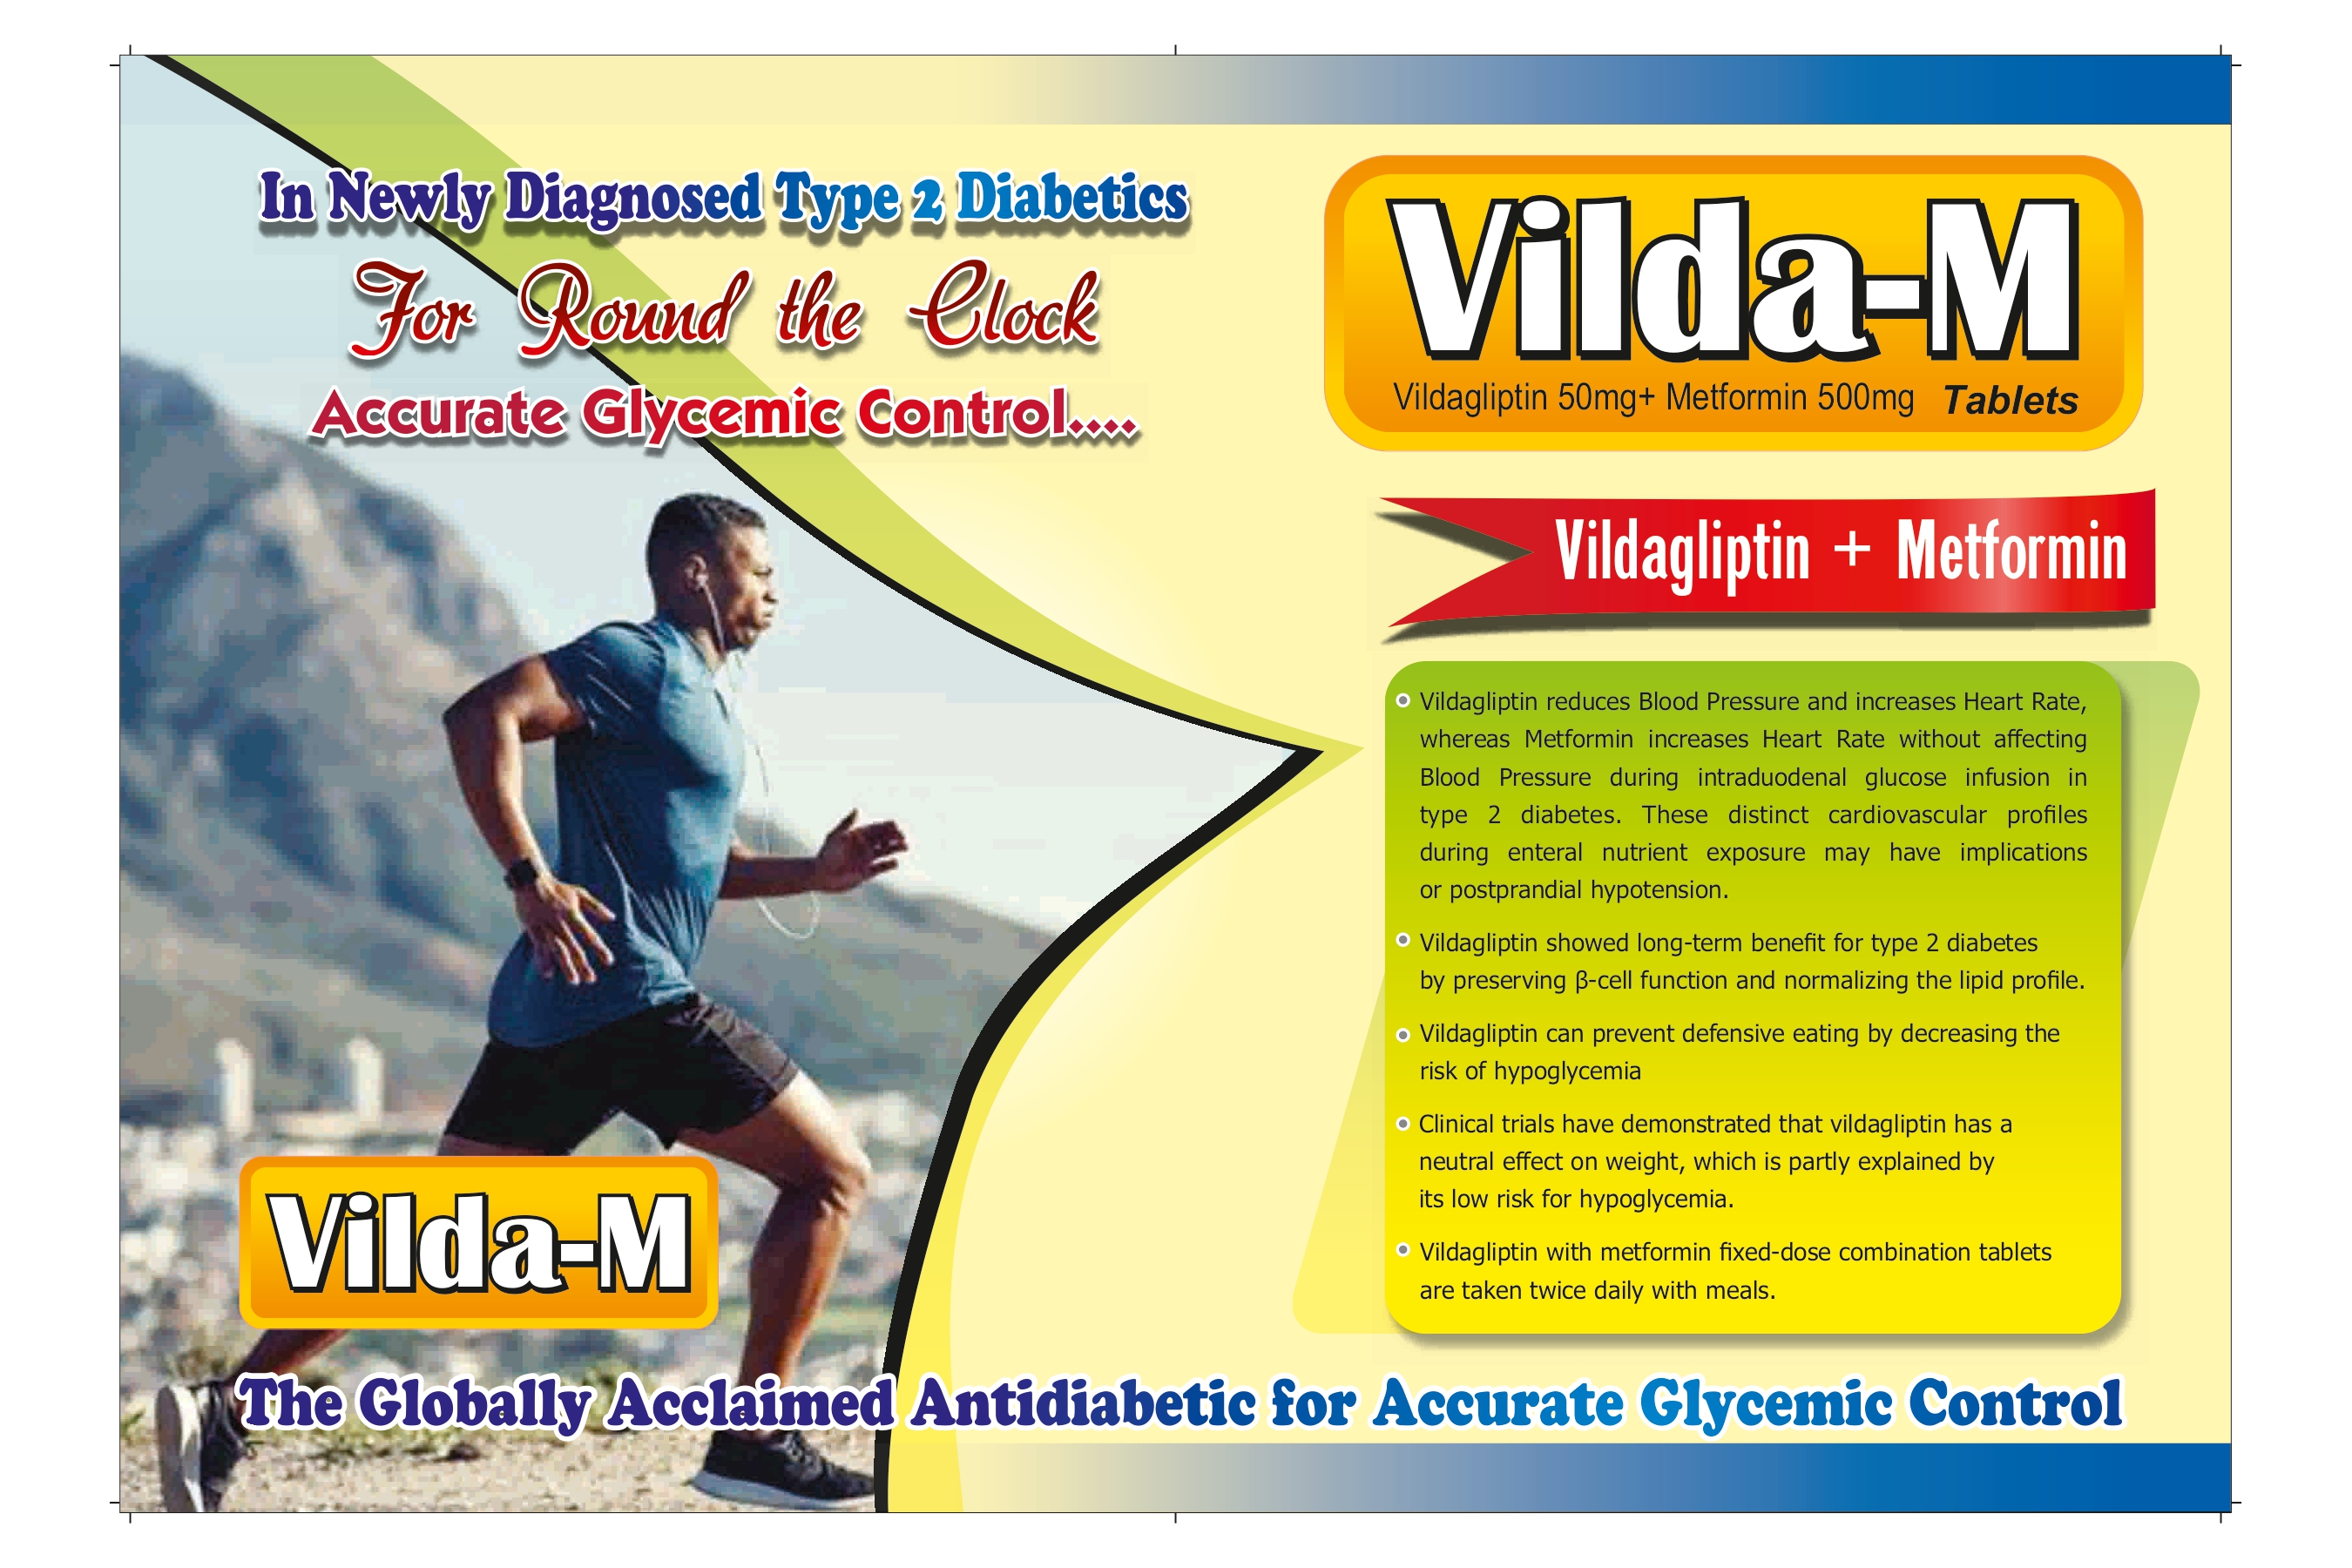 In Newly Diagnosed Type 2 Diabetics
For Round the Clock
Accurate Glycemic Control....
Vilda-M
Vildagliptin 50mg+ Metformin 500mg Tablets
Vildagliptin + Metformin
Vildagliptin reduces Blood Pressure and increases Heart Rate,
whereas Metformin increases Heart Rate without affecting
Blood Pressure during intraduodenal glucose infusion in
type 2 diabetes. These distinct cardiovascular profiles
during enteral nutrient exposure may have implications
or postprandial hypotension.
Vildagliptin showed long-term benefit for type 2 diabetes
by preserving β-cell function and normalizing the lipid profile.
Vildagliptin can prevent defensive eating by decreasing the
risk of hypoglycemia
Clinical trials have demonstrated that vildagliptin has a
neutral effect on weight, which is partly explained by
its low risk for hypoglycemia.
Vildagliptin with metformin fixed-dose combination tablets
are taken twice daily with meals.
Vilda-M
The Globally Acclaimed Antidiabetic for Accurate Glycemic Control